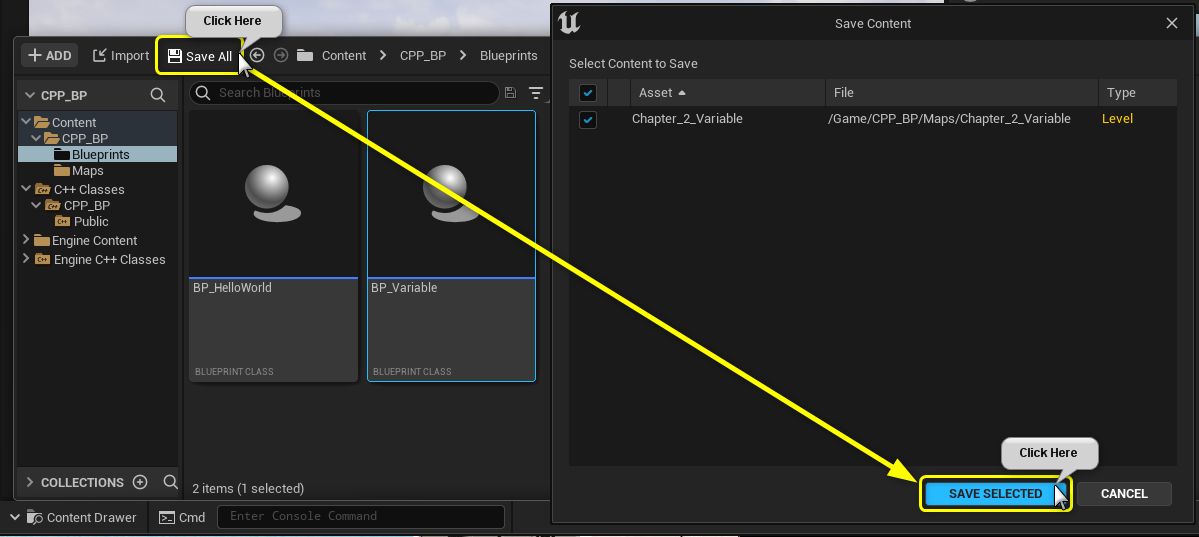 Click Here
ADD
Import
Save All
Content
CPP_BP
Blueprints
CPP_BP
Search Blueprints
Content
CPP_BP
Blueprints
Maps
C++ Classes
CPP_BP
Public
Engine Content
Engine C++ Classes
BP_HelloWorld
BLUEPRINT CLASS
BP_Variable
BLUEPRINT CLASS
COLLECTIONS
2 items (1 selected)
Content Drawer
Cmd
Enter Console Command
Save Content
Select Content to Save
Asset File Type
Chapter_2_Variable /Game/CPP_BP/Maps/Chapter_2_Variable Level
Click Here
SAVE SELECTED
CANCEL